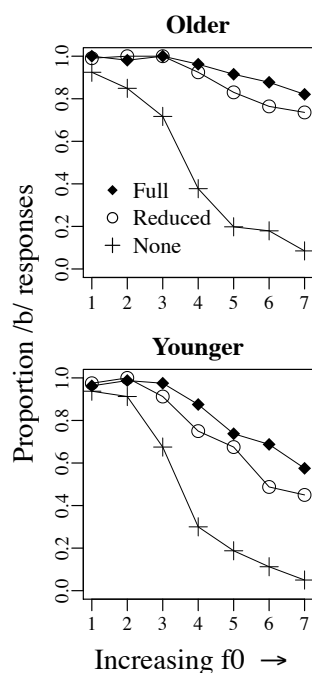 Older
Proportion /b/ responses
0.0 0.2 0.4 0.6 0.8 1.0
Full
Reduced
None
1 2 3 4 5 6 7
Younger
0.0 0.2 0.4 0.6 0.8 1.0
1 2 3 4 5 6 7
Increasing f0 →